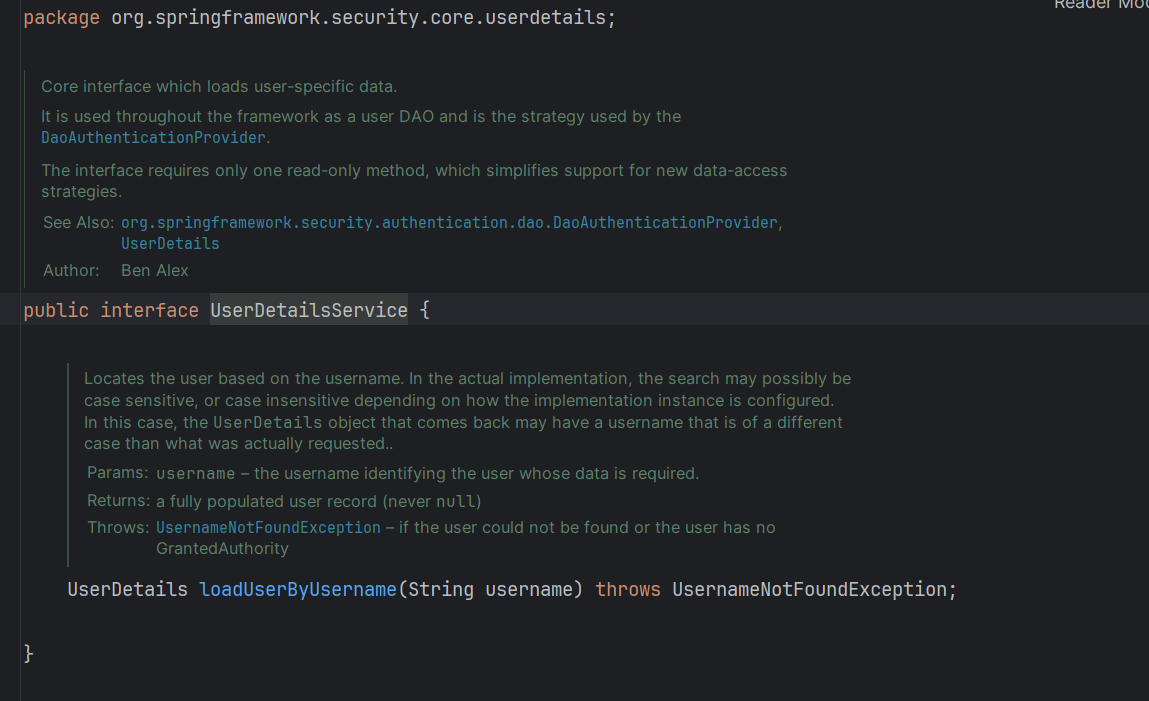 Reader Mo
package org.springframework.security.core.userdetails;
Core interface which loads user-specific data.
It is used throughout the framework as a user DAO and is the strategy used by the
DaoAuthenticationProvider.
The interface requires only one read-only method, which simplifies support for new data-access
strategies.
See Also: org.springframework.security.authentication.dao.DaoAuthenticationProvider,
UserDetails
Author: Ben Alex
public interface UserDetailsService {
Locates the user based on the username. In the actual implementation, the search may possibly be
case sensitive, or case insensitive depending on how the implementation instance is configured.
In this case, the UserDetails object that comes back may have a username that is of a different
case than what was actually requested..
Params: username – the username identifying the user whose data is required.
Returns: a fully populated user record (never null)
Throws: UsernameNotFoundException – if the user could not be found or the user has no
GrantedAuthority
UserDetails loadUserByUsername(String username) throws UsernameNotFoundException;
}